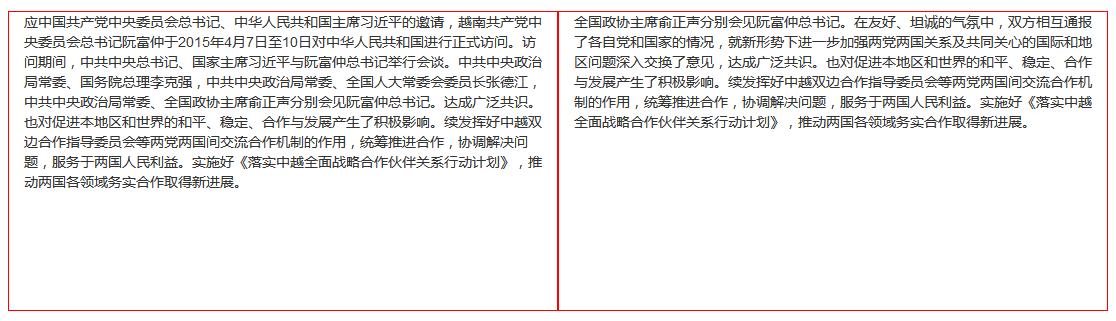 应中国共产党中央委员会总书记、中华人民共和国主席习近平的邀请，越南共产党中
央委员会总书记阮富仲于2015年4月7日至10日对中华人民共和国进行正式访问。访
问期间，中共中央总书记、国家主席习近平与阮富仲总书记举行会谈。中共中央政治
局常委、国务院总理李克强，中共中央政治局常委、全国人大常委会委员长张德江，
中共中央政治局常委、全国政协主席俞正声分别会见阮富仲总书记。达成广泛共识。
也对促进本地区和世界的和平、稳定、合作与发展产生了积极影响。续发挥好中越双
边合作指导委员会等两党两国间交流合作机制的作用，统筹推进合作，协调解决问
题，服务于两国人民利益。实施好《落实中越全面战略合作伙伴关系行动计划》，推
动两国各领域务实合作取得新进展。
全国政协主席俞正声分别会见阮富仲总书记。在友好、坦诚的气氛中，双方相互通报
了各自党和国家的情况，就新形势下进一步加强两党两国关系及共同关心的国际和地
区问题深入交换了意见，达成广泛共识。也对促进本地区和世界的和平、稳定、合作
与发展产生了积极影响。续发挥好中越双边合作指导委员会等两党两国间交流合作机
制的作用，统筹推进合作，协调解决问题，服务于两国人民利益。实施好《落实中越
全面战略合作伙伴关系行动计划》，推动两国各领域务实合作取得新进展。